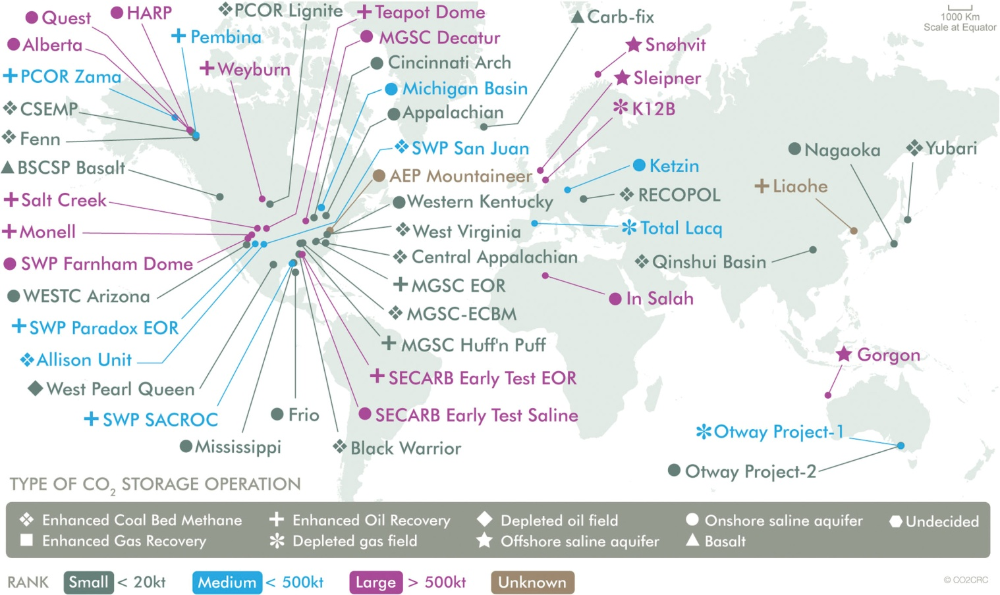 Quest
HARP
PCOR Lignite
Teapot Dome
Carb-fix
1000 Km
Scale at Equator
Alberta
Pembina
MGSC Decatur
Snøhvit
PCOR Zama
Weyburn
Cincinnati Arch
Sleipner
CSEMP
Michigan Basin
K12B
Fenn
Appalachian
BSCSP Basalt
SWP San Juan
Nagaoka
Yubari
Salt Creek
AEP Mountaineer
Ketzin
Liaohe
Monell
Western Kentucky
RECOPOL
SWP Farnham Dome
West Virginia
Total Lacq
WESTC Arizona
Central Appalachian
Qinshui Basin
SWP Paradox EOR
MGSC EOR
In Salah
Allison Unit
MGSC-ECBM
West Pearl Queen
MGSC Huff'n Puff
Gorgon
SWP SACROC
SECARB Early Test EOR
Frio
SECARB Early Test Saline
Otway Project-1
Mississippi
Black Warrior
Otway Project-2
TYPE OF CO2 STORAGE OPERATION
Enhanced Coal Bed Methane
Enhanced Oil Recovery
Depleted oil field
Onshore saline aquifer
Undecided
Enhanced Gas Recovery
Depleted gas field
Offshore saline aquifer
Basalt
RANK Small < 20kt Medium < 500kt Large > 500kt Unknown
© CO2CRC